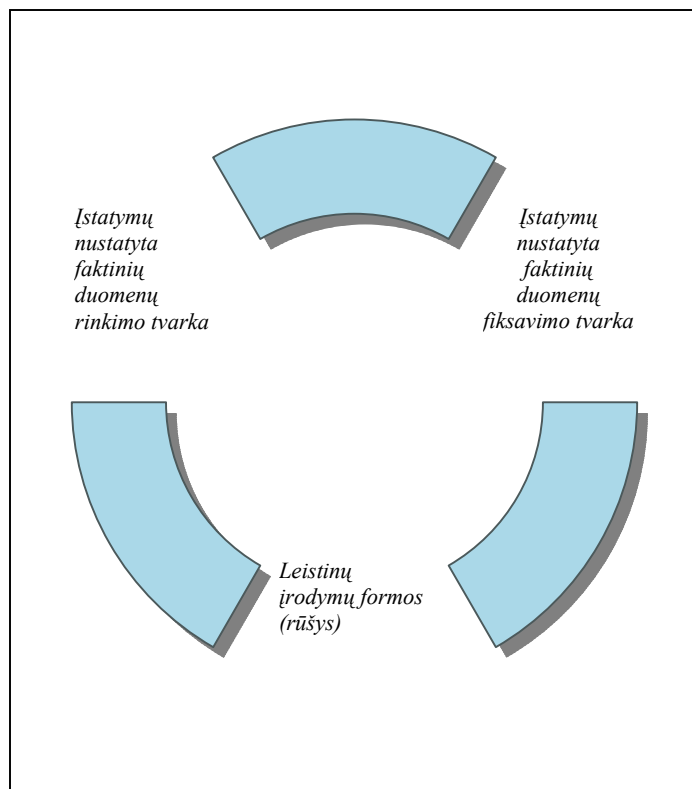 Įstatymų
nustatyta
faktinių
duomenų
rinkimo tvarka
Įstatymų
nustatyta
faktinių
duomenų
fiksavimo tvarka
Leistinų
įrodymų formos
(rūšys)